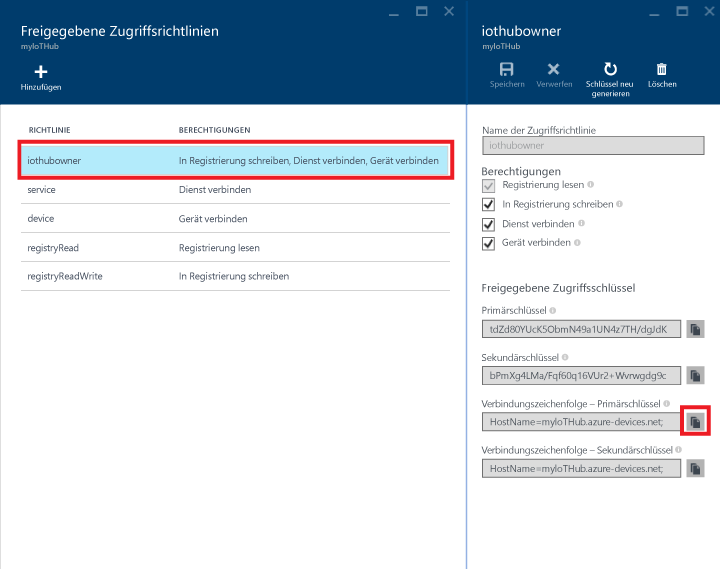 Freigegebene Zugriffsrichtlinien
myIoTHub
Hinzufügen
RICHTLINIE BERECHTIGUNGEN
iothubowner In Registrierung schreiben, Dienst verbinden, Gerät verbinden
service Dienst verbinden
device Gerät verbinden
registryRead Registrierung lesen
registryReadWrite In Registrierung schreiben
iothubowner
myIoTHub
Speichern Verwerfen Schlüssel neu generieren Löschen
Name der Zugriffsrichtlinie
iothubowner
Berechtigungen
Registrierung lesen
In Registrierung schreiben
Dienst verbinden
Gerät verbinden
Freigegebene Zugriffsschlüssel
Primärschlüssel
tdZd80YUcK5ObmN49a1UN4z7TH/dgJdK
Sekundärschlüssel
bPmXg4LMa/Fqf60q16VUr2+Wvrwgdg9c
Verbindungszeichenfolge – Primärschlüssel
HostName=myIoTHub.azure-devices.net;
Verbindungszeichenfolge – Sekundärschlüssel
HostName=myIoTHub.azure-devices.net;